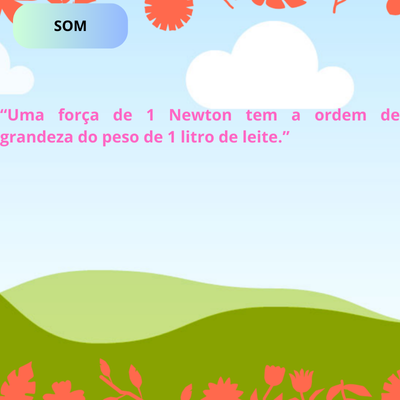 SOM
“Uma força de 1 Newton tem a ordem de
grandeza do peso de 1 litro de leite.”